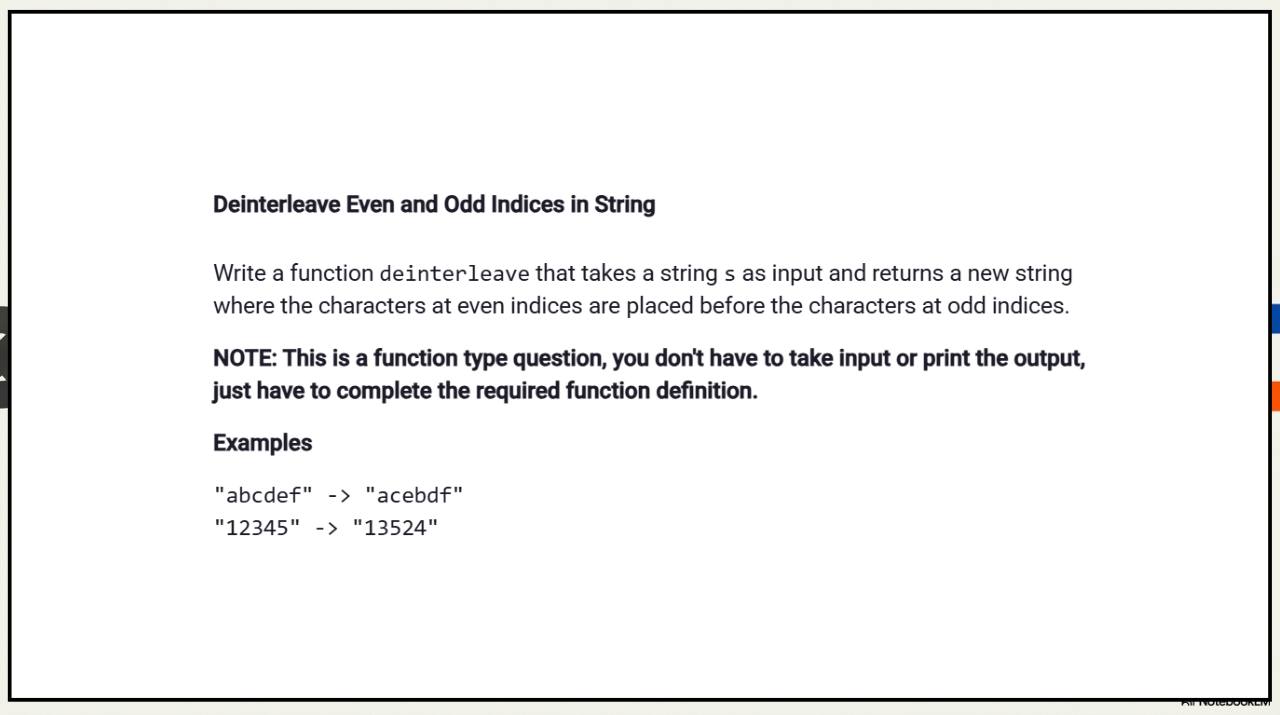 Deinterleave Even and Odd Indices in String
Write a function deinterleave that takes a string s as input and returns a new string
where the characters at even indices are placed before the characters at odd indices.
NOTE: This is a function type question, you don't have to take input or print the output,
just have to complete the required function definition.
Examples
"abcdef" -> "acebdf"
"12345" -> "13524"
NotebookLM